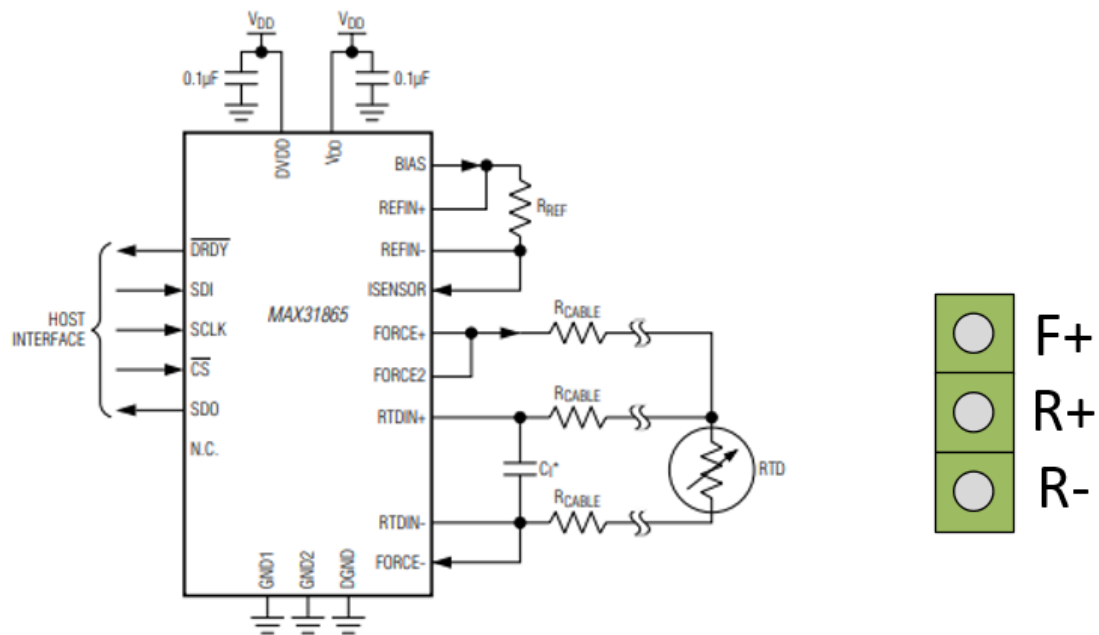 VDD
VDD
0.1µF
0.1µF
DVDD
VDD
BIAS
REFIN+
RREF
REFIN-
ISENSOR
DRDY
SDI
SCLK
CS
SDO
N.C.
HOST
INTERFACE
MAX31865
FORCE+
RCABLE
FORCE2
RTDIN+
RCABLE
CI*
RTD
RCABLE
RTDIN-
FORCE-
GND1
GND2
DGND
F+
R+
R-